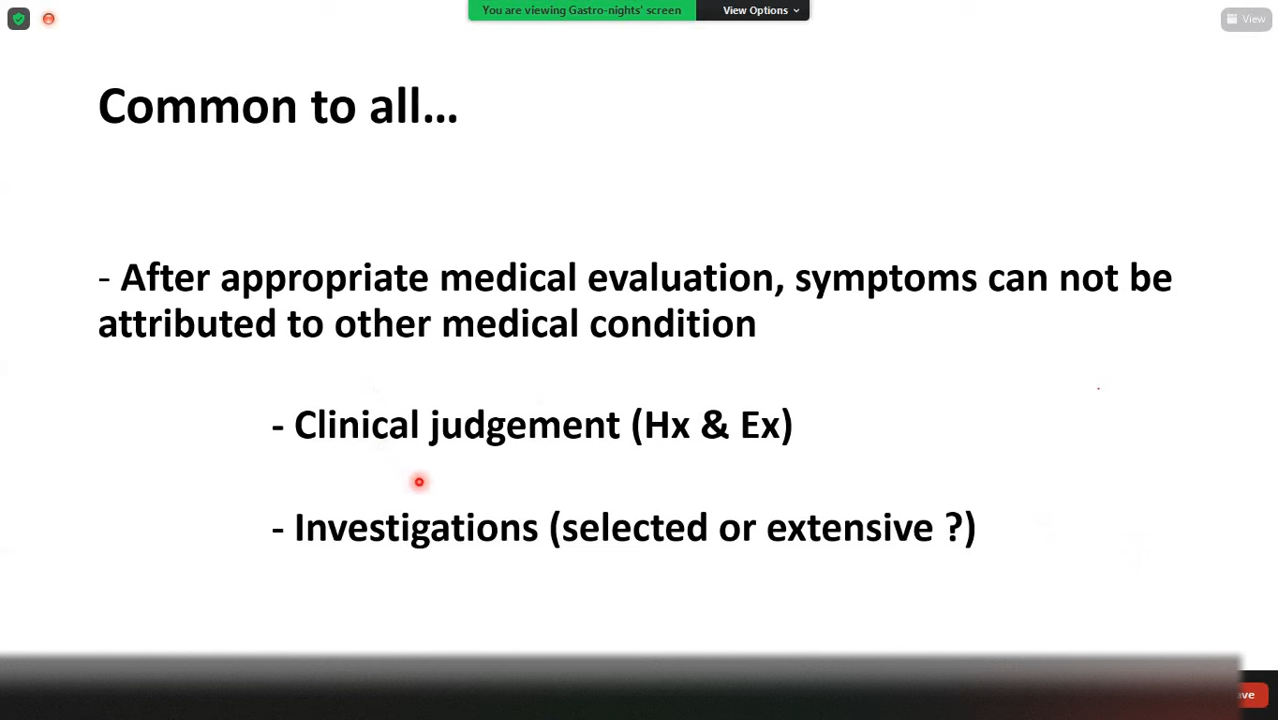 You are viewing Gastro-nights' screen
View Options
View
Common to all...
- After appropriate medical evaluation, symptoms can not be
attributed to other medical condition
- Clinical judgement (Hx & Ex)
- Investigations (selected or extensive ?)